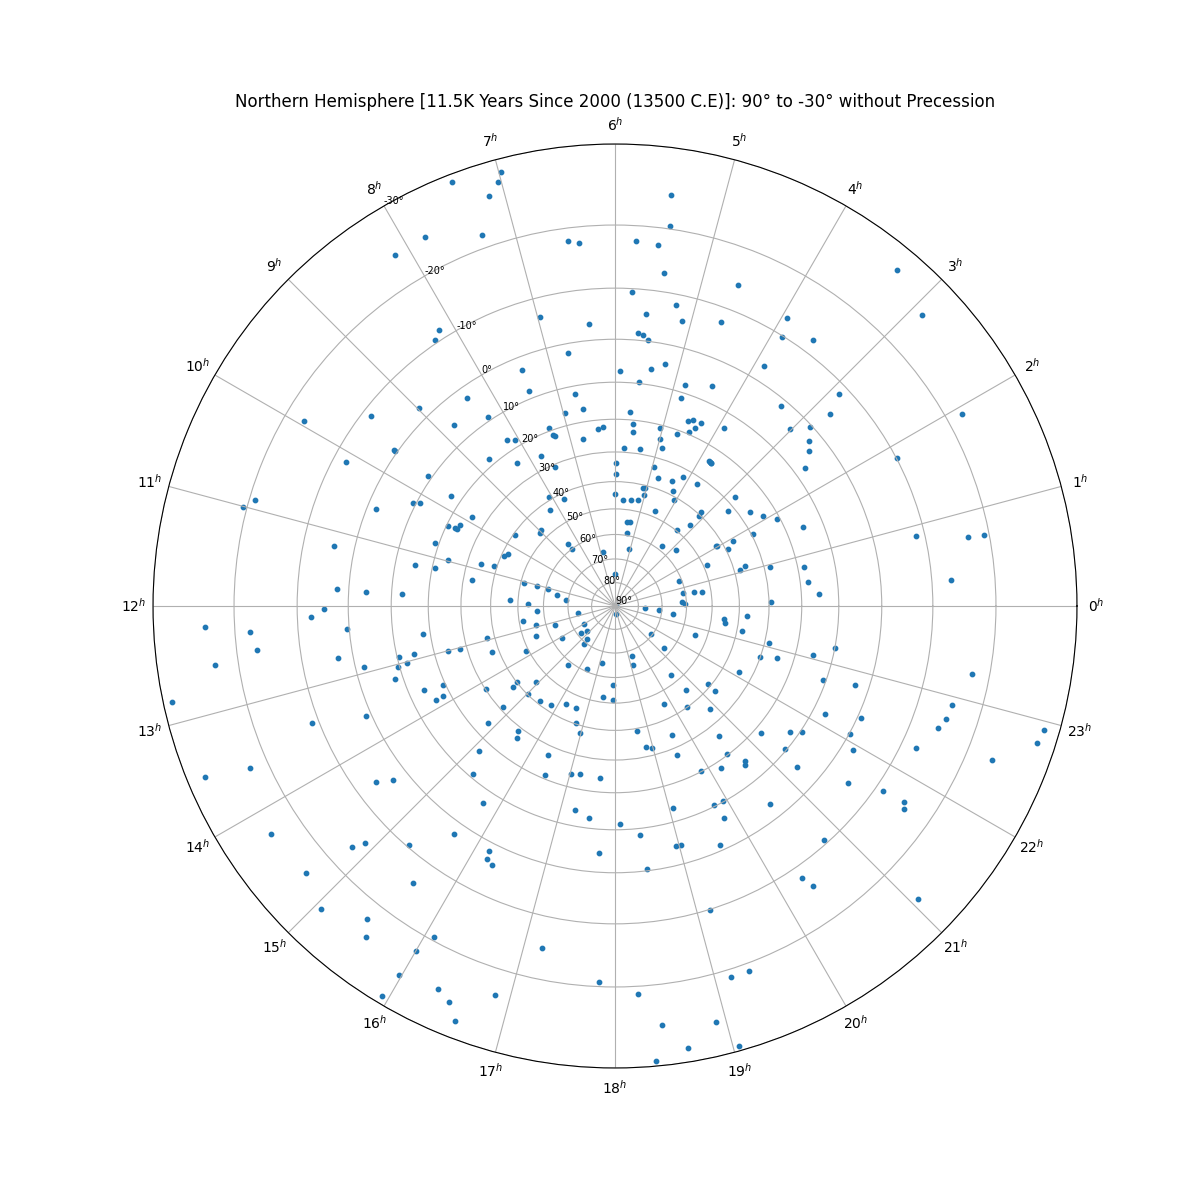 Northern Hemisphere [11.5K Years Since 2000 (13500 C.E)]: 90° to -30° without Precession
6ʰ
7ʰ
5ʰ
8ʰ
4ʰ
-30°
9ʰ
3ʰ
-20°
-10°
10ʰ
2ʰ
0°
10°
20°
30°
11ʰ
1ʰ
40°
50°
60°
70°
80°
90°
12ʰ
0ʰ
13ʰ
23ʰ
14ʰ
22ʰ
15ʰ
21ʰ
16ʰ
20ʰ
17ʰ
19ʰ
18ʰ